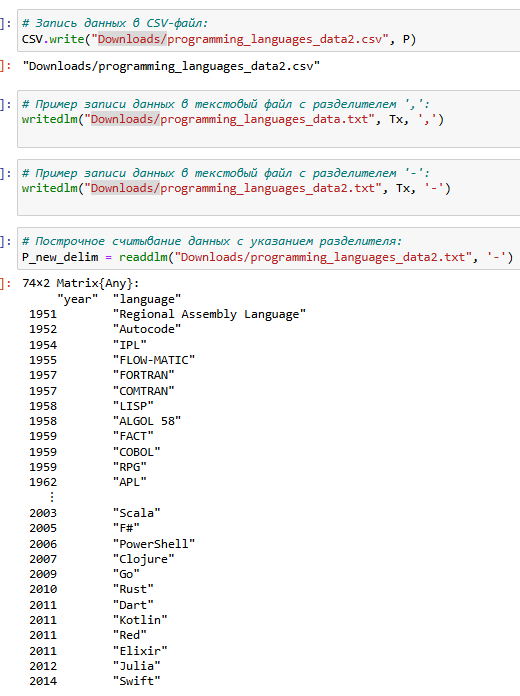 ]: # Запись данных в CSV-файл:
CSV.write("Downloads/programming_languages_data2.csv", P)
]: "Downloads/programming_languages_data2.csv"
]: # Пример записи данных в текстовый файл с разделителем ',':
writedlm("Downloads/programming_languages_data.txt", Tx, ',')
]: # Пример записи данных в текстовый файл с разделителем '-':
writedlm("Downloads/programming_languages_data2.txt", Tx, '-')
]: # Построчное считывание данных с указанием разделителя:
P_new_delim = readdlm("Downloads/programming_languages_data2.txt", '-')
]: 74×2 Matrix{Any}:
"year" "language"
1951 "Regional Assembly Language"
1952 "Autocode"
1954 "IPL"
1955 "FLOW-MATIC"
1957 "FORTRAN"
1957 "COMTRAN"
1958 "LISP"
1958 "ALGOL 58"
1959 "FACT"
1959 "COBOL"
1959 "RPG"
1962 "APL"
⋮
2003 "Scala"
2005 "F#"
2006 "PowerShell"
2007 "Clojure"
2009 "Go"
2010 "Rust"
2011 "Dart"
2011 "Kotlin"
2011 "Red"
2011 "Elixir"
2012 "Julia"
2014 "Swift"